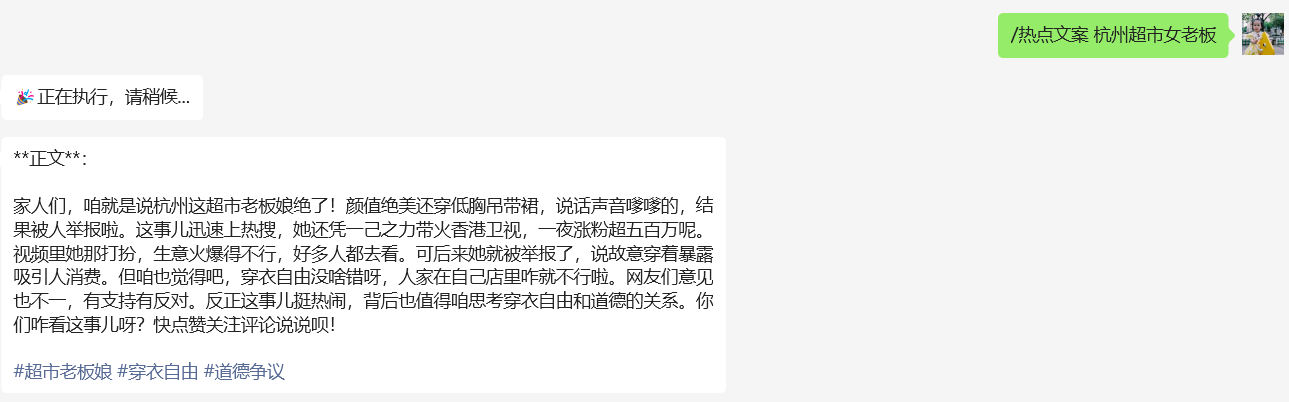 /热点文案 杭州超市女老板
🎉正在执行，请稍候...
**正文**：
家人们，咱就是说杭州这超市老板娘绝了！颜值绝美还穿低胸吊带裙，说话声音嗲嗲的，结
果被人举报啦。这事儿迅速上热搜，她还凭一己之力带火香港卫视，一夜涨粉超五百万呢。
视频里她那打扮，生意火爆得不行，好多人都去看。可后来她就被举报了，说故意穿着暴露
吸引人消费。但咱也觉得吧，穿衣自由没啥错呀，人家在自己店里咋就不行啦。网友们意见
也不一，有支持有反对。反正这事儿挺热闹，背后也值得咱思考穿衣自由和道德的关系。你
们咋看这事儿呀？快点赞关注评论说说呗！
#超市老板娘 #穿衣自由 #道德争议